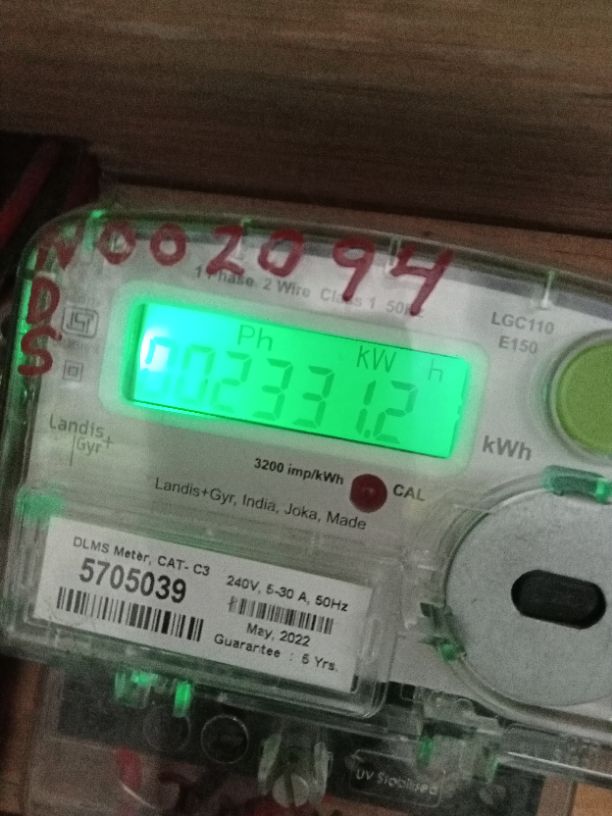 N002094
DS
1 Phase 2 Wire Class 1 50Hz
LGC110
E150
Ph kW h
002331.2
kWh
Landis
Gyr+
3200 imp/kWh
CAL
Landis+Gyr, India, Joka, Made
DLMS Meter, CAT- C3
5705039
240V, 5-30 A, 50Hz
May, 2022
Guarantee : 5 Yrs.
UV Stabilised